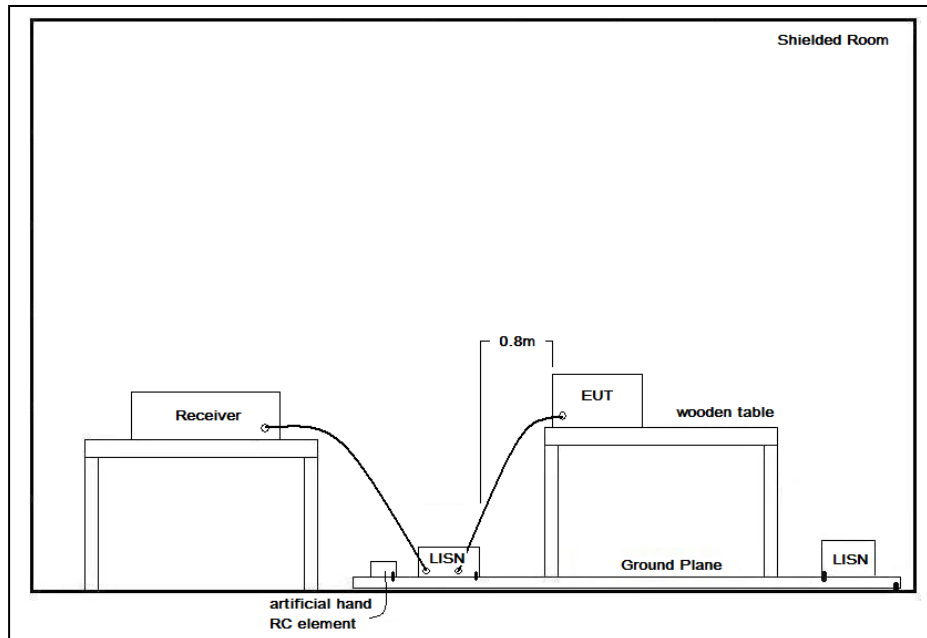 Shielded Room
0.8m
EUT
Receiver
wooden table
LISN
Ground Plane
LISN
artificial hand
RC element